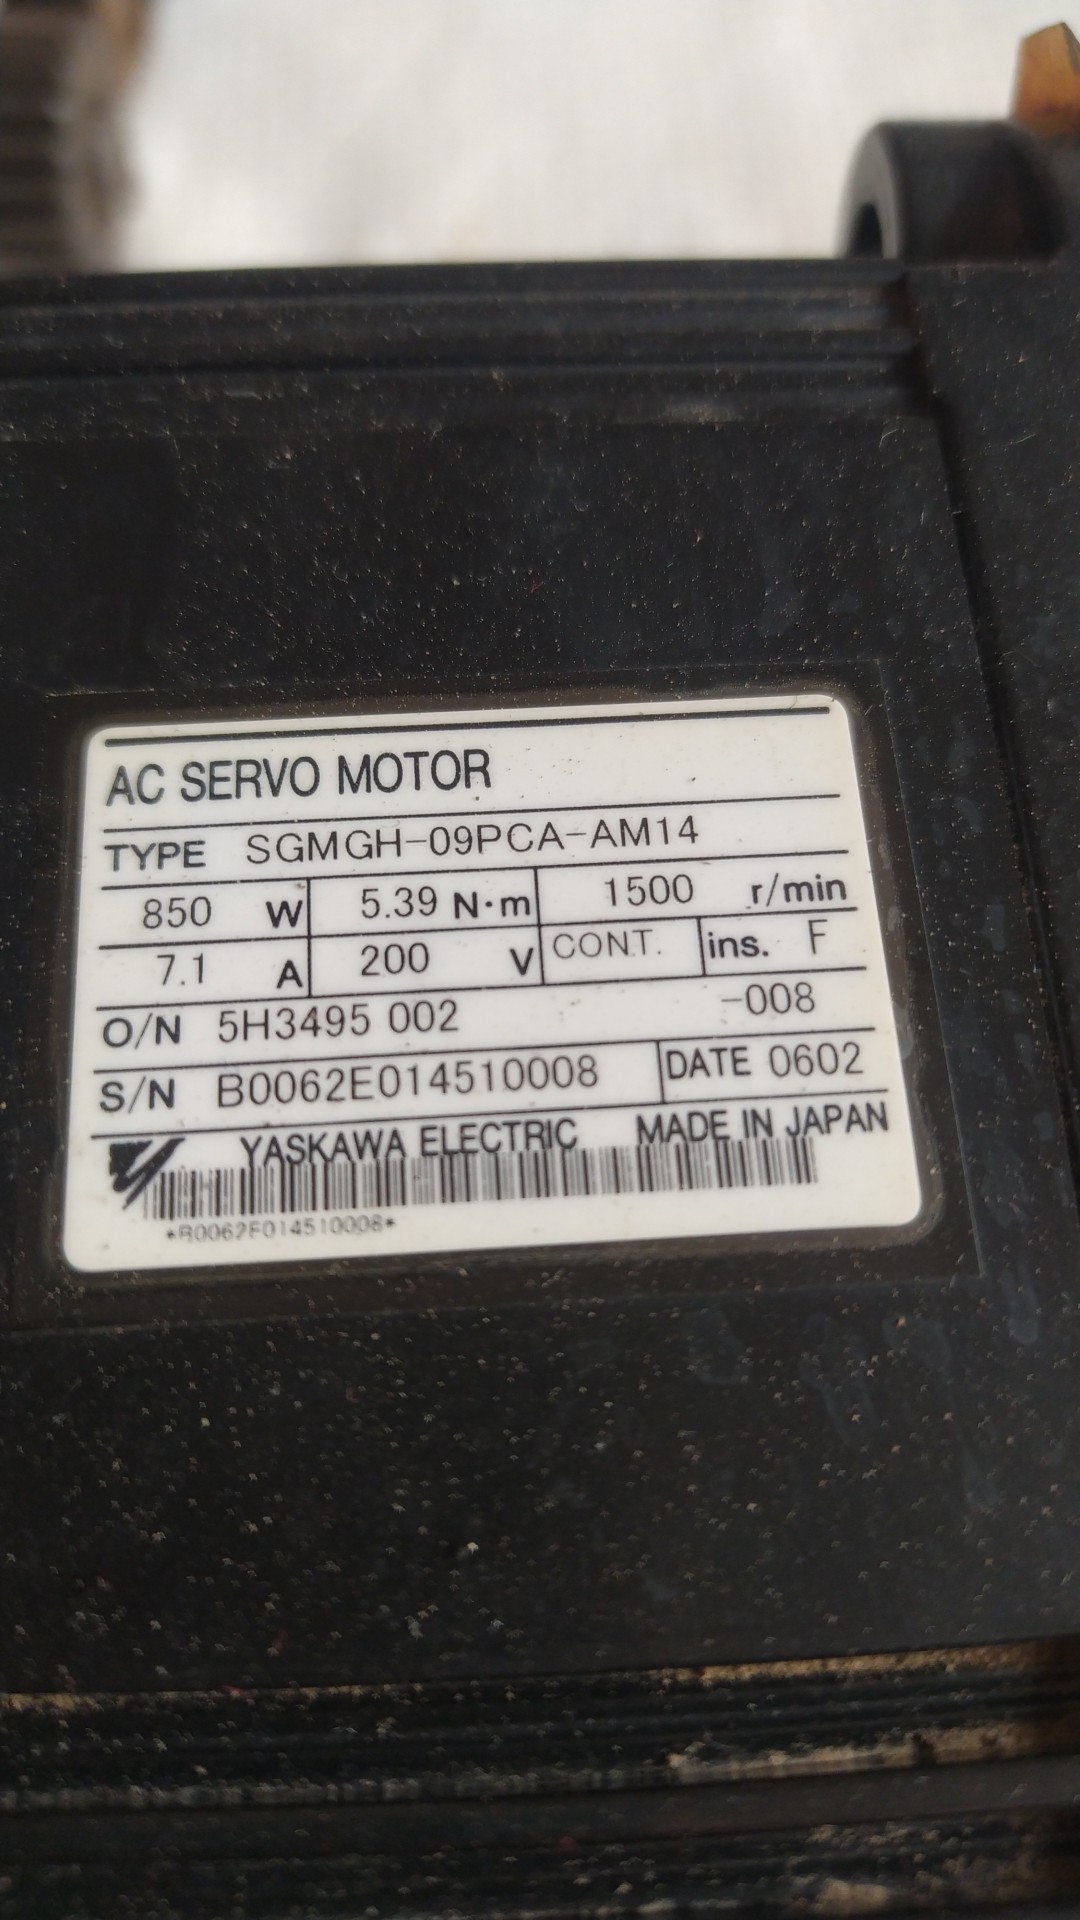 AC SERVO MOTOR
TYPE SGMGH-09PCA-AM14
850 W 5.39 N·m 1500 r/min
7.1 A 200 V CONT. ins. F
O/N 5H3495 002 -008
S/N B0062E014510008 DATE 0602
YASKAWA ELECTRIC MADE IN JAPAN
*B0062E014510008*